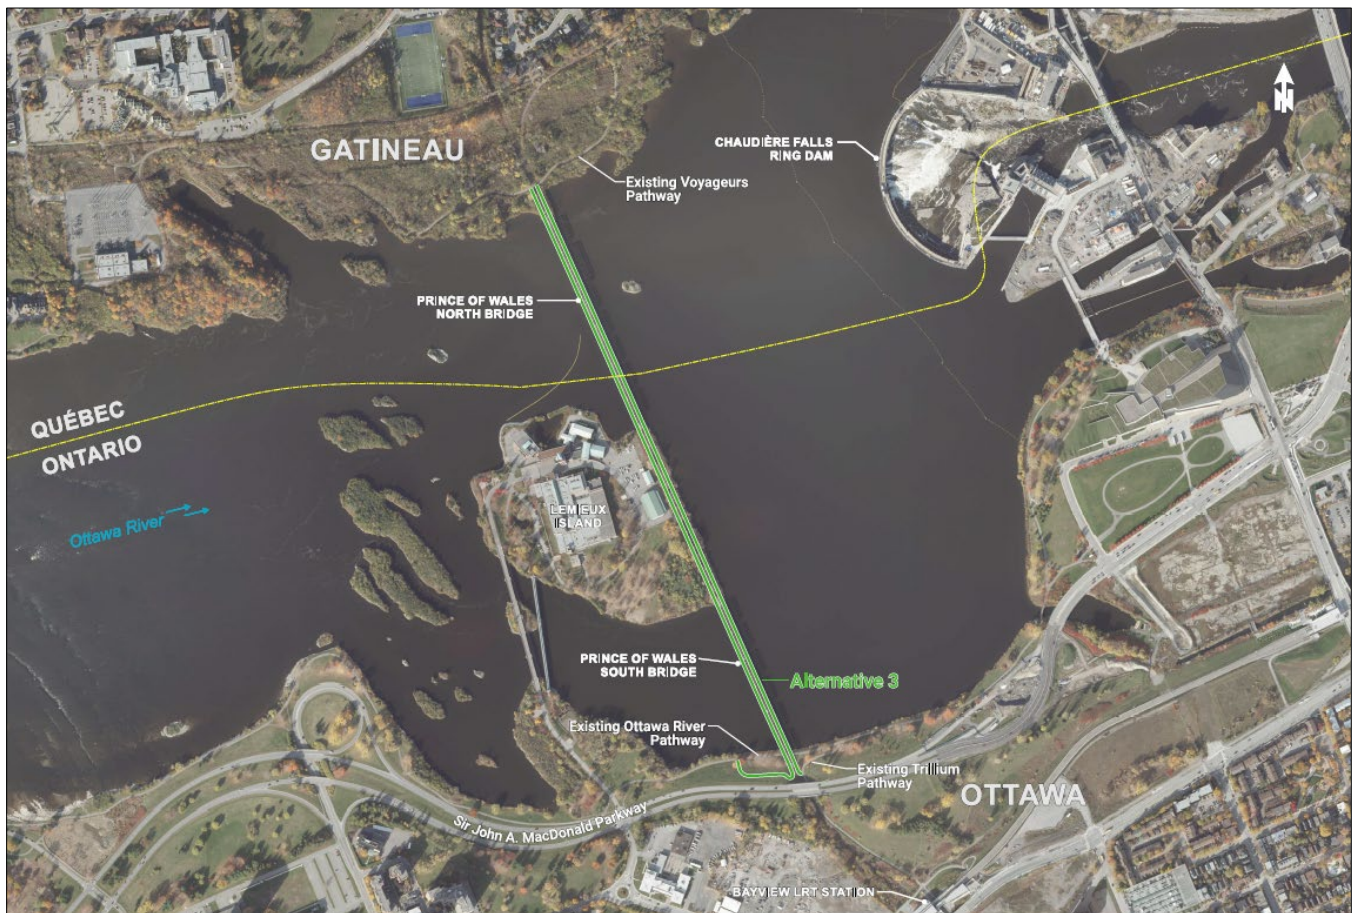 N
CHAUDIÈRE FALLS
RING DAM
GATINEAU
Existing Voyageurs
Pathway
PRINCE OF WALES
NORTH BRIDGE
QUÉBEC
ONTARIO
Ottawa River
LEMIEUX
ISLAND
PRINCE OF WALES
SOUTH BRIDGE
Alternative 3
Existing Ottawa River
Pathway
Existing Trillium
Pathway
OTTAWA
Sir John A. MacDonald Parkway
BAYVIEW LRT STATION